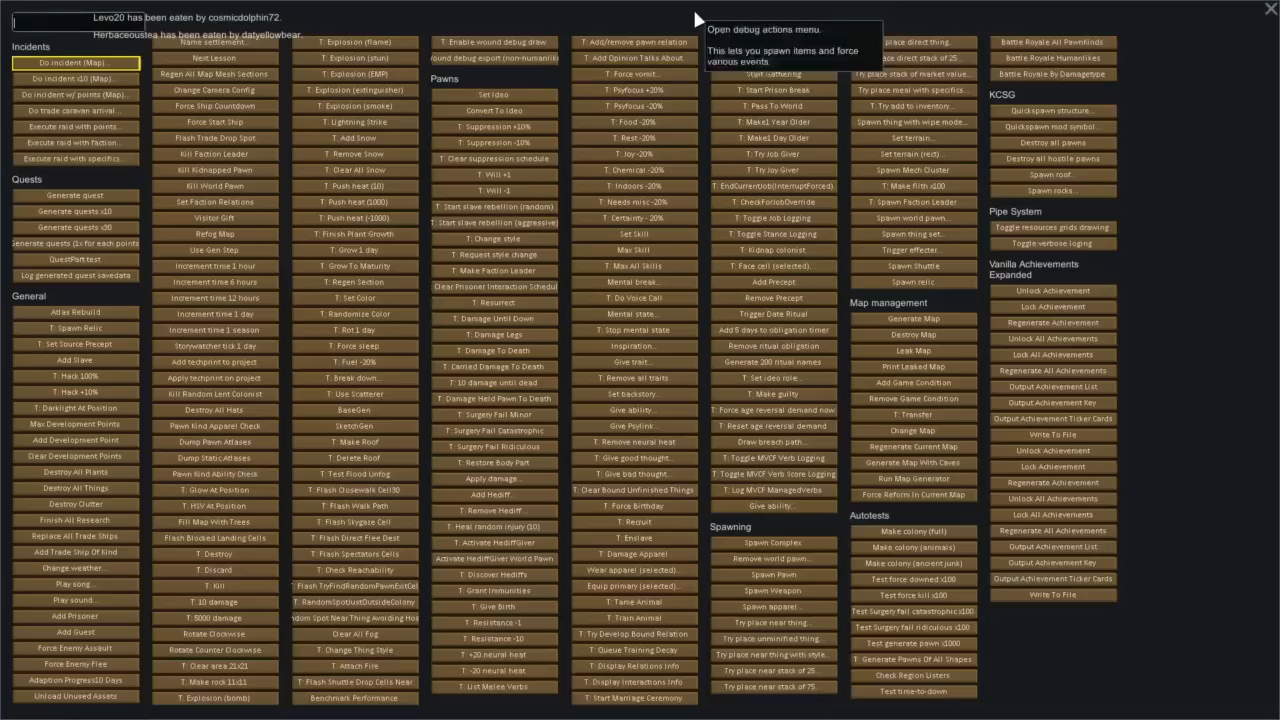 Levo20 has been eaten by cosmicdolphin72.
Herbaceoustea has been eaten by datyellowbear.
Incidents
Do incident (Map)...
Do incident x10 (Map)...
Do incident w/ points (Map)...
Do trade caravan arrival...
Execute raid with points...
Execute raid with faction...
Execute raid with specifics...
Quests
Generate quest
Generate quests x10
Generate quests x30
Generate quests (1x for each points
QuestPart test
Log generated quest savedata
General
Atlas Rebuild
T: Spawn Relic
T: Set Source Precept
Add Slave
T: Hack 100%
T: Hack +10%
T: Darklight At Position
Max Development Points
Add Development Point
Clear Development Points
Destroy All Plants
Destroy All Things
Destroy Clutter
Finish All Research
Replace All Trade Ships
Add Trade Ship Of Kind
Change weather...
Play song...
Play sound...
Add Prisoner
Add Guest
Force Enemy Assault
Force Enemy Flee
Adaption Progress10 Days
Unload Unused Assets
Name settlement...
Next Lesson
Regen All Map Mesh Sections
Change Camera Config
Force Ship Countdown
Force Start Ship
Flash Trade Drop Spot
Kill Faction Leader
Kill Kidnapped Pawn
Kill World Pawn
Set Faction Relations
Visitor Gift
Refog Map
Use Gen Step
Increment time 1 hour
Increment time 6 hours
Increment time 12 hours
Increment time 1 day
Increment time 1 season
Storywatcher tick 1 day
Add techprint to project
Apply techprint on project
Kill Random Lent Colonist
Destroy All Hats
Pawn Kind Apparel Check
Dump Pawn Atlases
Dump Static Atlases
Pawn Kind Ability Check
T: Glow At Position
T: HSV At Position
Fill Map With Trees
Flash Blocked Landing Cells
T: Destroy
T: Discard
T: Kill
T: 10 damage
T: 5000 damage
Rotate Clockwise
Rotate Counter Clockwise
T: Clear area 21x21
T: Make rock 11x11
T: Explosion (bomb)
T: Explosion (flame)
T: Explosion (stun)
T: Explosion (EMP)
T: Explosion (extinguisher)
T: Explosion (smoke)
T: Lightning Strike
T: Add Snow
T: Remove Snow
T: Clear All Snow
T: Push heat (10)
T: Push heat (1000)
T: Push heat (-1000)
T: Finish Plant Growth
T: Grow 1 day
T: Grow To Maturity
T: Regen Section
T: Set Color
T: Randomize Color
T: Rot 1 day
T: Force sleep
T: Fuel -20%
T: Break down...
T: Use Scatterer
BaseGen
SketchGen
T: Make Roof
T: Delete Roof
T: Test Flood Unfog
T: Flash Closewalk Cell30
T: Flash Walk Path
T: Flash Skygaze Cell
T: Flash Direct Flee Dest
T: Flash Spectators Cells
T: Check Reachability
T: Flash TryFindRandomPawnExitCel
T: RandomSpotJustOutsideColony
ndom Spot Near Thing Avoiding Hos
Clear All Fog
T: Change Thing Style
T: Attach Fire
T: Flash Shuttle Drop Cells Near
Benchmark Performance
T: Enable wound debug draw
ound debug export (non-humanlik
Pawns
Set Ideo
Convert To Ideo
T: Suppression +10%
T: Suppression -10%
T: Clear suppression schedule
T: Will +1
T: Will -1
T: Start slave rebellion (random)
T: Start slave rebellion (aggressive)
T: Change style
T: Request style change
T: Make Faction Leader
Clear Prisoner Interaction Schedul
T: Resurrect
T: Damage Until Down
T: Damage Legs
T: Damage To Death
T: Carried Damage To Death
T: 10 damage until dead
T: Damage Held Pawn To Death
T: Surgery Fail Minor
T: Surgery Fail Catastrophic
T: Surgery Fail Ridiculous
T: Restore Body Part
Apply damage...
Add Hediff...
T: Remove Hediff...
T: Heal random injury (10)
T: Activate HediffGiver
Activate HediffGiver World Pawn
T: Discover Hediffs
T: Grant Immunities
T: Give Birth
T: Resistance -1
T: Resistance -10
T: +20 neural heat
T: -20 neural heat
T: List Melee Verbs
T: Add/remove pawn relation
T: Add Opinion Talks About
T: Force vomit...
T: Psyfocus +20%
T: Psyfocus -20%
T: Food -20%
T: Rest -20%
T: Joy -20%
T: Chemical -20%
T: Indoors -20%
T: Needs misc -20%
T: Certainty - 20%
Set Skill
Max Skill
T: Max All Skills
Mental break...
T: Do Voice Call
Mental state...
T: Stop mental state
Inspiration...
Give trait...
T: Remove all traits
Set backstory...
Give ability...
Give Psylink...
T: Remove neural heat
T: Give good thought...
T: Give bad thought...
T: Clear Bound Unfinished Things
T: Force Birthday
T: Recruit
T: Enslave
T: Damage Apparel
Wear apparel (selected)...
Equip primary (selected)...
T: Tame Animal
T: Train Animal
T: Try Develop Bound Relation
T: Queue Training Decay
T: Display Relations Info
T: Display Interactions Info
T: Start Marriage Ceremony
Open debug actions menu.
This lets you spawn items and force
various events.
Start Gathering
T: Start Prison Break
T: Pass To World
T: Make1 Year Older
T: Make1 Day Older
T: Try Job Giver
T: Try Joy Giver
T: EndCurrentJob(InterruptForced)
T: CheckForJobOverride
T: Toggle Job Logging
T: Toggle Stance Logging
T: Kidnap colonist
T: Face cell (selected)...
Add Precept
Remove Precept
Trigger Date Ritual
Add 5 days to obligation timer
Remove ritual obligation
Generate 200 ritual names
T: Set ideo role...
T: Make guilty
T: Force age reversal demand now
T: Reset age reversal demand
Draw breach path...
T: Toggle MVCF Verb Logging
T: Toggle MVCF Verb Score Logging
T: Log MVCF ManagedVerbs
T: Give ability...
Spawning
Spawn Complex
Remove world pawn...
Spawn Pawn
Spawn Weapon
Spawn apparel...
Try place near thing...
Try place unminified thing...
Try place near thing with style...
Try place near stack of 25...
Try place near stack of 75...
place direct thing...
place direct stack of 25...
Try place stack of market value...
Try place meal with specifics...
T: Try add to inventory...
Spawn thing with wipe mode...
Set terrain...
Set terrain (rect)...
Spawn Mech Cluster
T: Make filth x100
T: Spawn Faction Leader
Spawn world pawn...
Spawn thing set...
Trigger effecter...
Spawn Shuttle
Spawn relic
Map management
Generate Map
Destroy Map
Leak Map
Print Leaked Map
Add Game Condition
Remove Game Condition
T: Transfer
Change Map
Regenerate Current Map
Generate Map With Caves
Run Map Generator
Force Reform In Current Map
Autotests
Make colony (full)
Make colony (animals)
Make colony (ancient junk)
Test force downed x100
Test force kill x100
Test Surgery fail catastrophic x100
Test Surgery fail ridiculous x100
Test generate pawn x1000
T: Generate Pawns Of All Shapes
Check Region Listers
Test time-to-down
Battle Royale All PawnKinds
Battle Royale Humanlikes
Battle Royale By Damagetype
KCSG
Quickspawn structure...
Quickspawn mod symbol...
Destroy all pawns
Destroy all hostile pawns
Spawn roof...
Spawn rocks...
Pipe System
Toggle resources grids drawing
Toggle verbose loging
Vanilla Achievements
Expanded
Unlock Achievement
Lock Achievement
Regenerate Achievement
Unlock All Achievements
Lock All Achievements
Regenerate All Achievements
Output Achievement List
Output Achievement Key
Output Achievement Ticker Cards
Write To File
Unlock Achievement
Lock Achievement
Regenerate Achievement
Unlock All Achievements
Lock All Achievements
Regenerate All Achievements
Output Achievement List
Output Achievement Key
Output Achievement Ticker Cards
Write To File